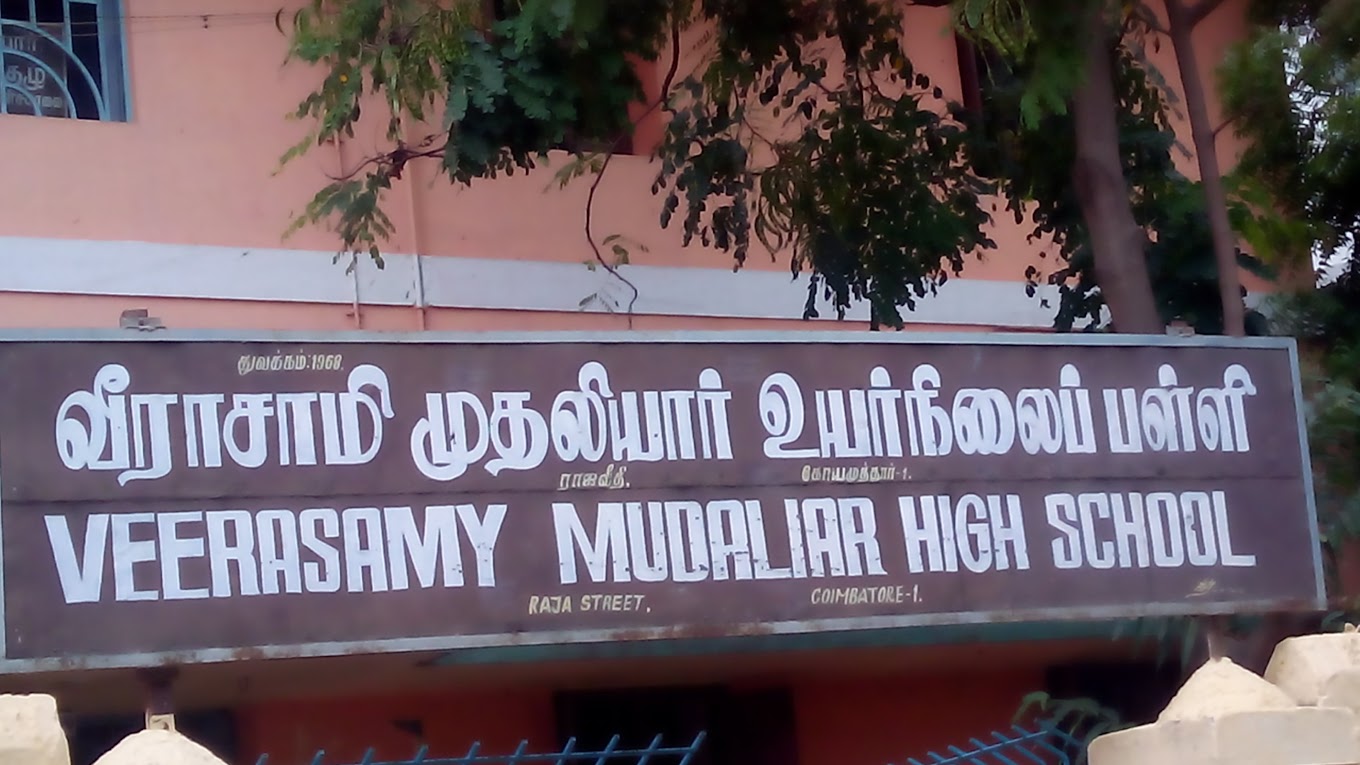 துவக்கம்:1968.
வீராசாமி முதலியார் உயர்நிலைப் பள்ளி
ராஜவீதி. கோயமுத்தூர்-1.
VEERASAMY MUDALIAR HIGH SCHOOL
RAJA STREET. COIMBATORE-1.